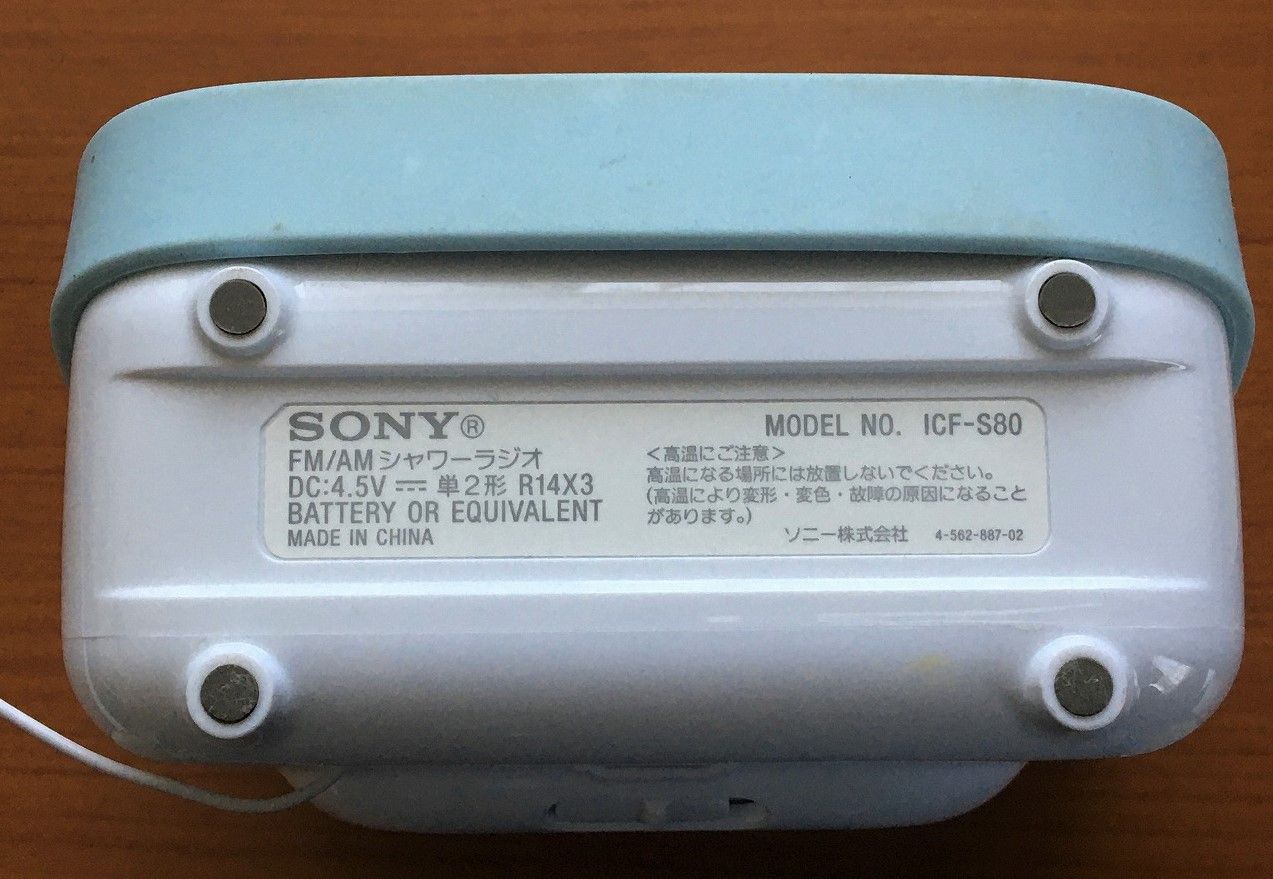 SONY®
FM/AM シャワーラジオ
DC:4.5V ⎓ 単2形 R14X3
BATTERY OR EQUIVALENT
MADE IN CHINA
MODEL NO. ICF-S80
<高温にご注意>
高温になる場所には放置しないでください。
(高温により変形・変色・故障の原因になること
があります。)
ソニー株式会社 4-562-887-02